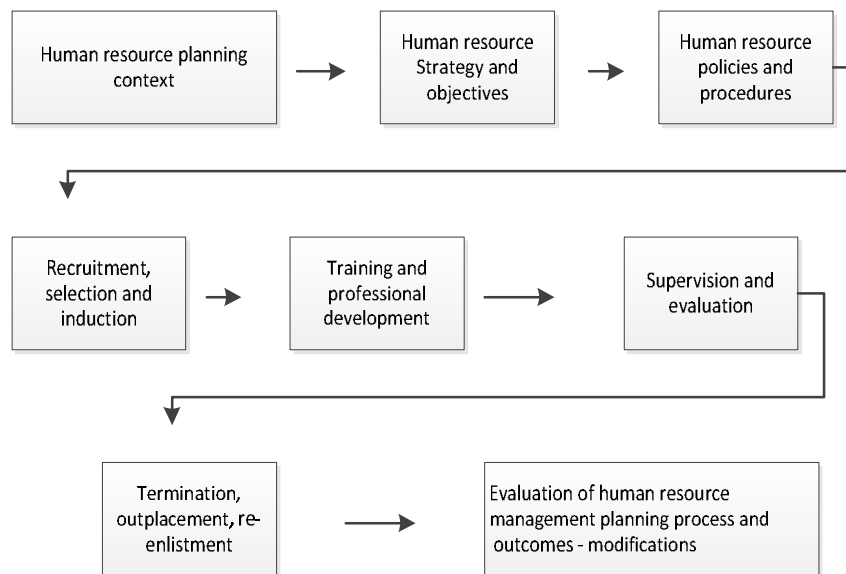 Human resource planning
context
Human resource
Strategy and
objectives
Human resource
policies and
procedures
Recruitment,
selection and
induction
Training and
professional
development
Supervision and
evaluation
Termination,
outplacement, re-
enlistment
Evaluation of human resource
management planning process and
outcomes - modifications